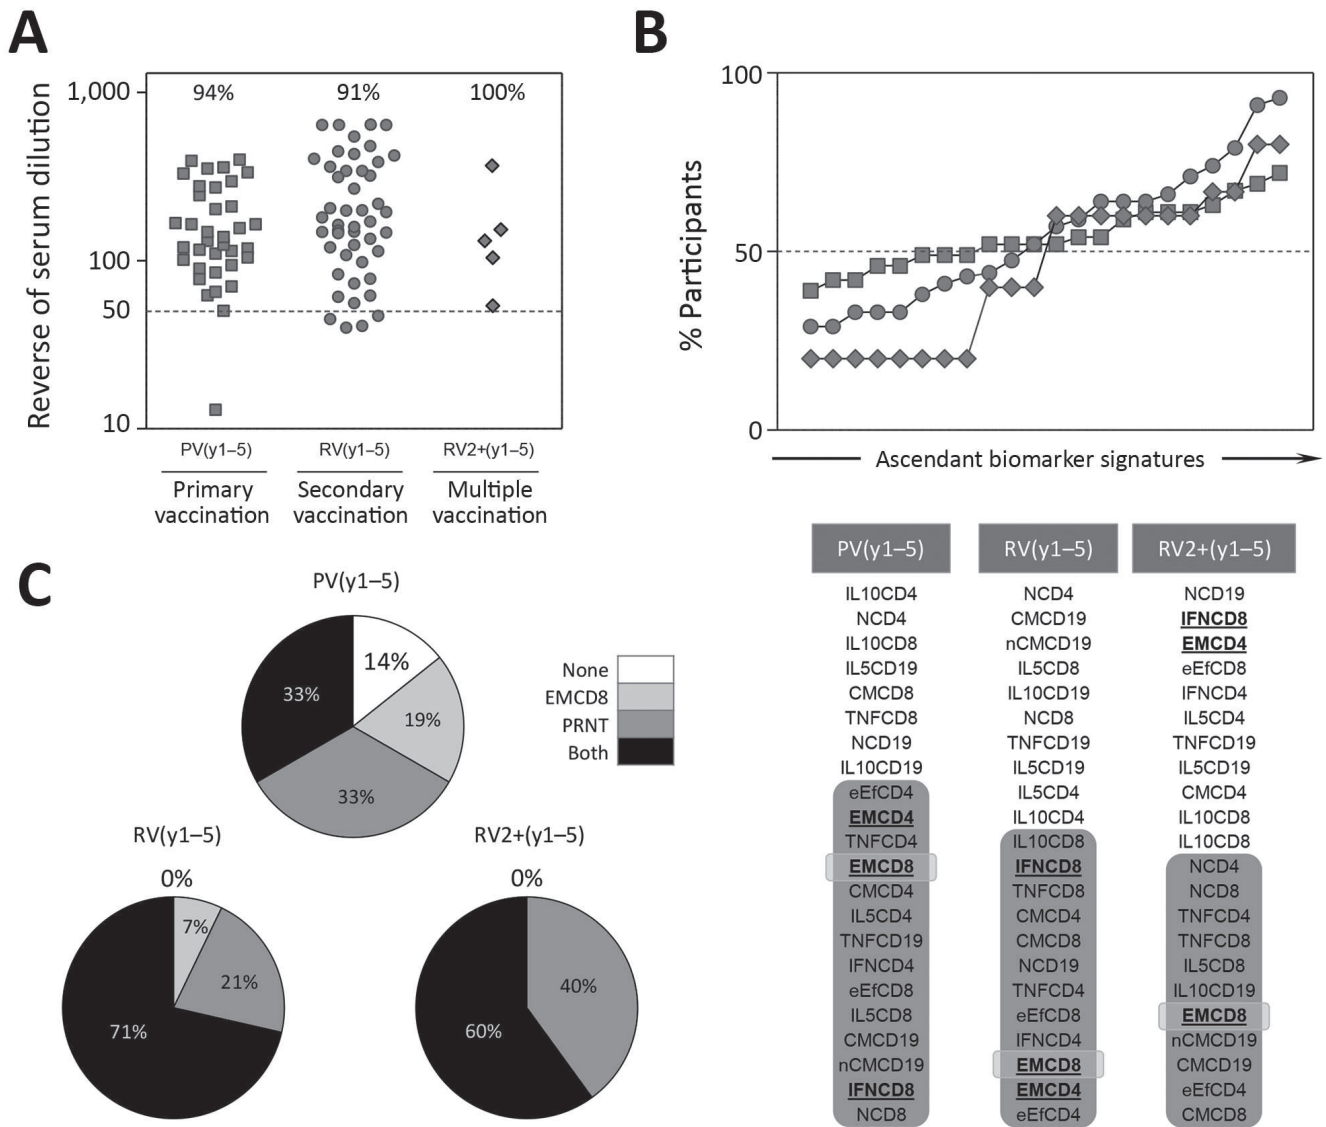 A
Reverse of serum dilution
1,000
100
50
10
94%
91%
100%
PV(y1–5)
RV(y1–5)
RV2+(y1–5)
Primary vaccination
Secondary vaccination
Multiple vaccination
B
% Participants
100
50
0
Ascendant biomarker signatures
PV(y1–5)
IL10CD4
NCD4
IL10CD8
IL5CD19
CMCD8
TNFCD8
NCD19
IL10CD19
eEfCD4
EMCD4
TNFCD4
EMCD8
CMCD4
IL5CD4
TNFCD19
IFNCD4
eEfCD8
IL5CD8
CMCD19
nCMCD19
IFNCD8
NCD8
RV(y1–5)
NCD4
CMCD19
nCMCD19
IL5CD8
IL10CD19
NCD8
TNFCD19
IL5CD19
IL5CD4
IL10CD4
IL10CD8
IFNCD8
TNFCD8
CMCD4
CMCD8
NCD19
TNFCD4
eEfCD8
IFNCD4
EMCD8
EMCD4
eEfCD4
RV2+(y1–5)
NCD19
IFNCD8
EMCD4
eEfCD8
IFNCD4
IL5CD4
TNFCD19
IL5CD19
CMCD4
IL10CD8
IL10CD8
NCD4
NCD8
TNFCD4
TNFCD8
IL5CD8
IL10CD19
EMCD8
nCMCD19
CMCD19
eEfCD4
CMCD8
C
PV(y1–5)
14%
19%
33%
33%
None
EMCD8
PRNT
Both
RV(y1–5)
0%
7%
21%
71%
RV2+(y1–5)
0%
40%
60%